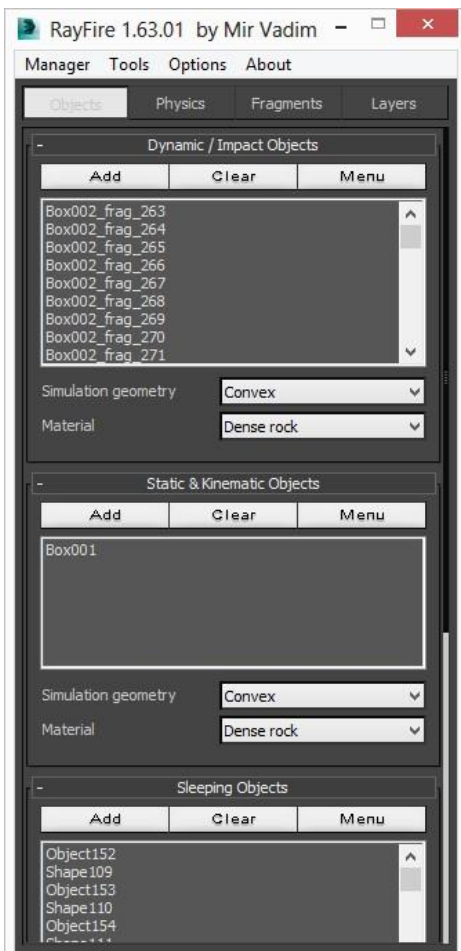 RayFire 1.63.01 by Mir Vadim
Manager Tools Options About
Objects Physics Fragments Layers
- Dynamic / Impact Objects
Add Clear Menu
Box002_frag_263
Box002_frag_264
Box002_frag_265
Box002_frag_266
Box002_frag_267
Box002_frag_268
Box002_frag_269
Box002_frag_270
Box002_frag_271
Simulation geometry Convex
Material Dense rock
- Static & Kinematic Objects
Add Clear Menu
Box001
Simulation geometry Convex
Material Dense rock
- Sleeping Objects
Add Clear Menu
Object152
Shape109
Object153
Shape110
Object154
Shape111